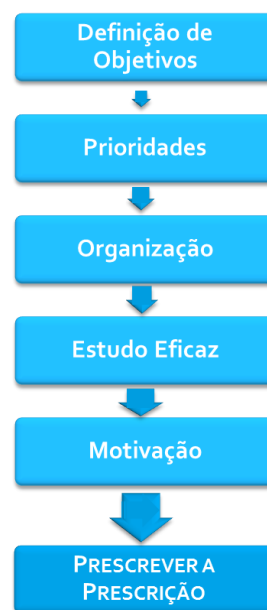 Definição de
Objetivos
Prioridades
Organização
Estudo Eficaz
Motivação
PRESCREVER A
PRESCRIÇÃO